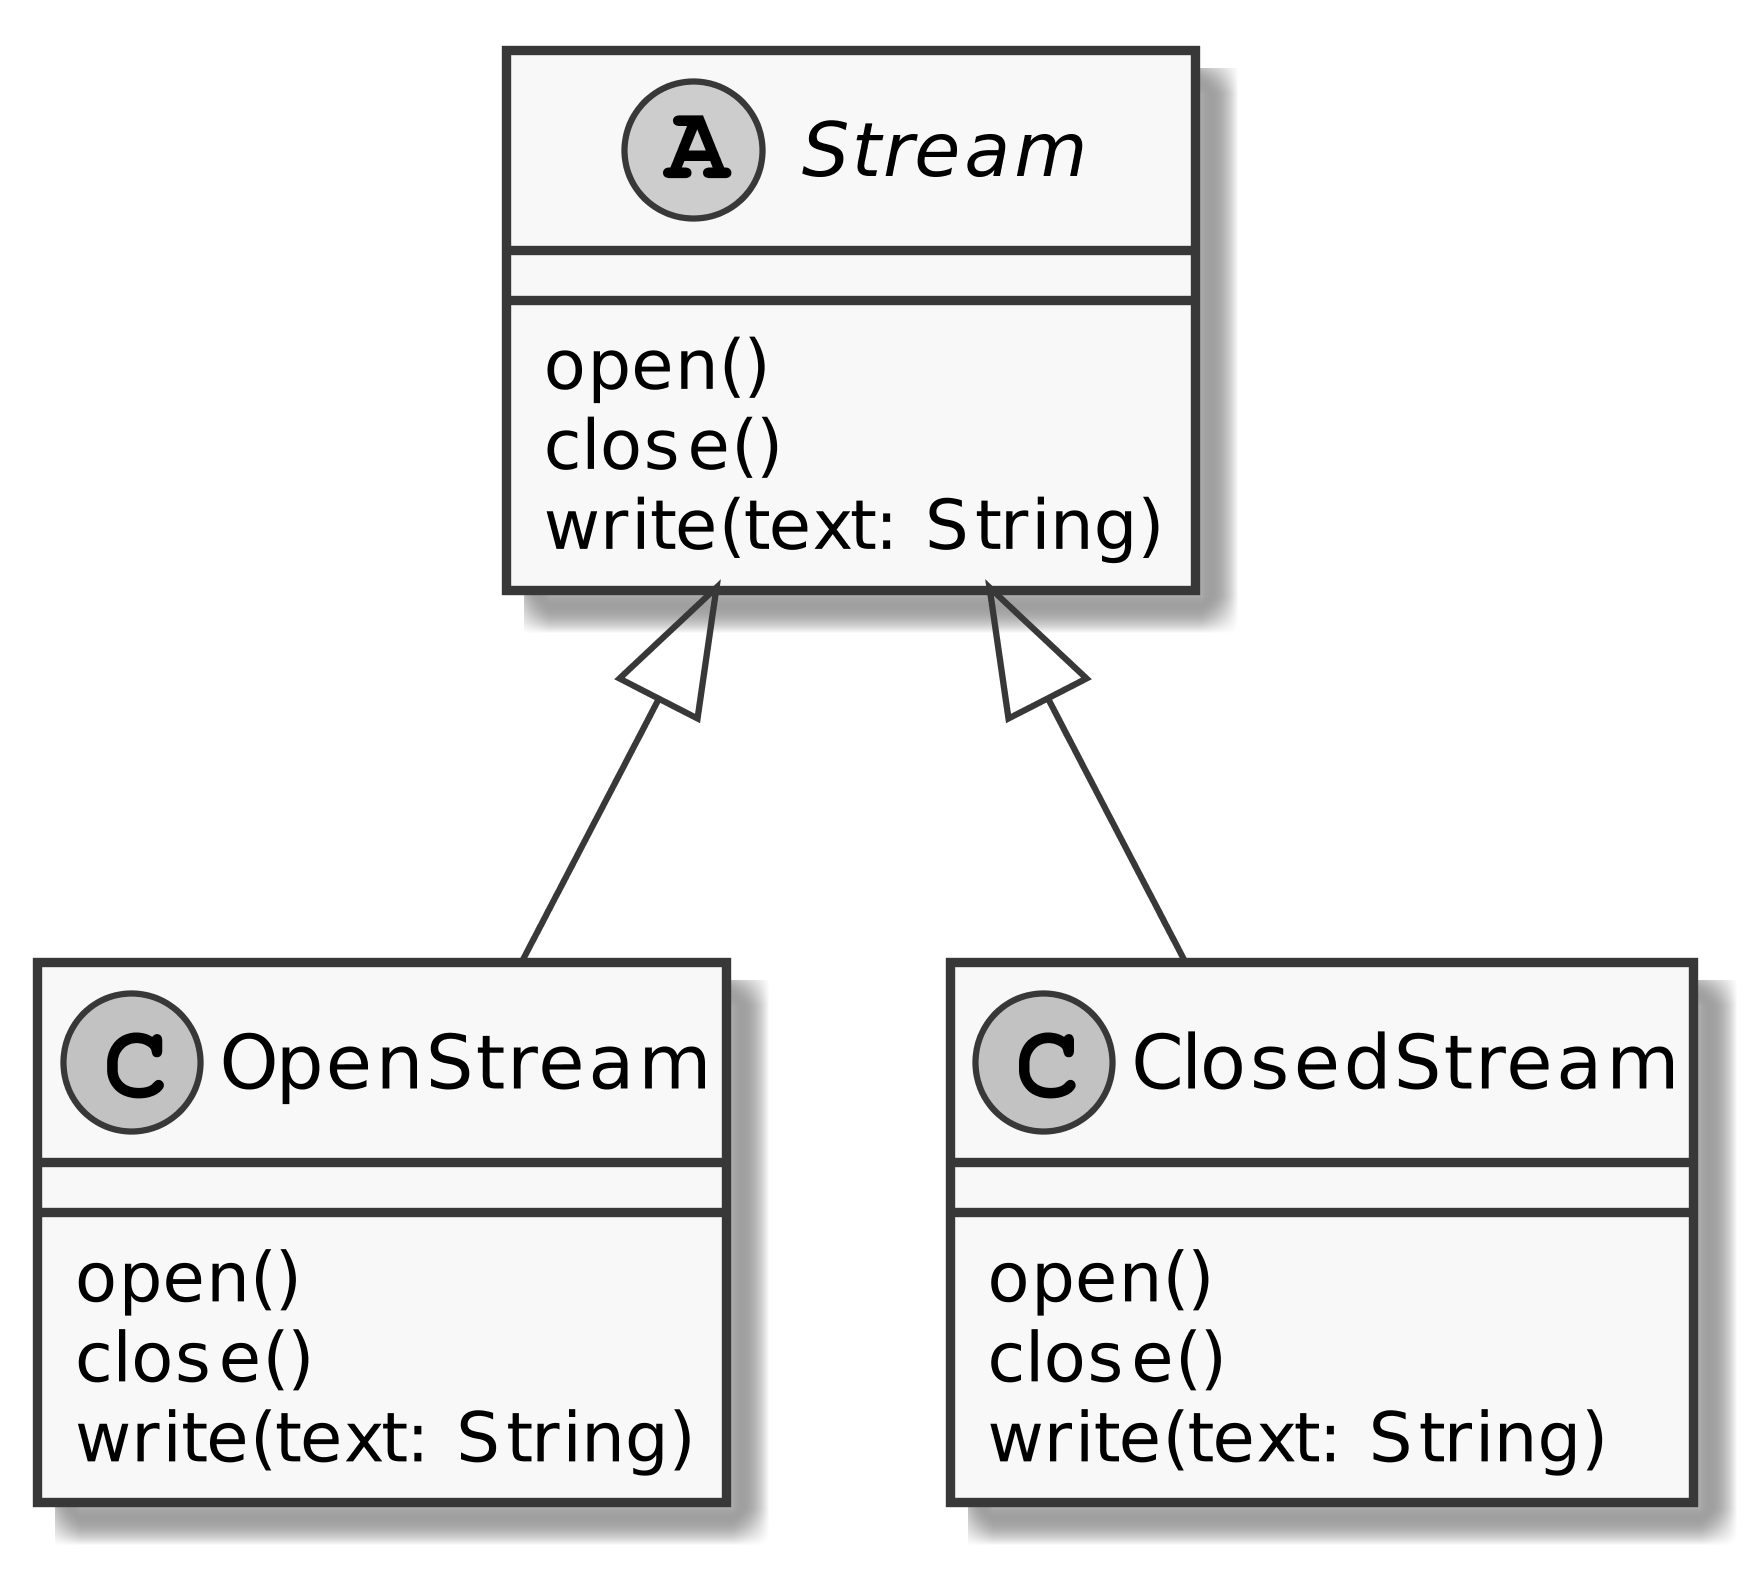 A Stream
open()
close()
write(text: String)
C OpenStream
open()
close()
write(text: String)
C ClosedStream
open()
close()
write(text: String)